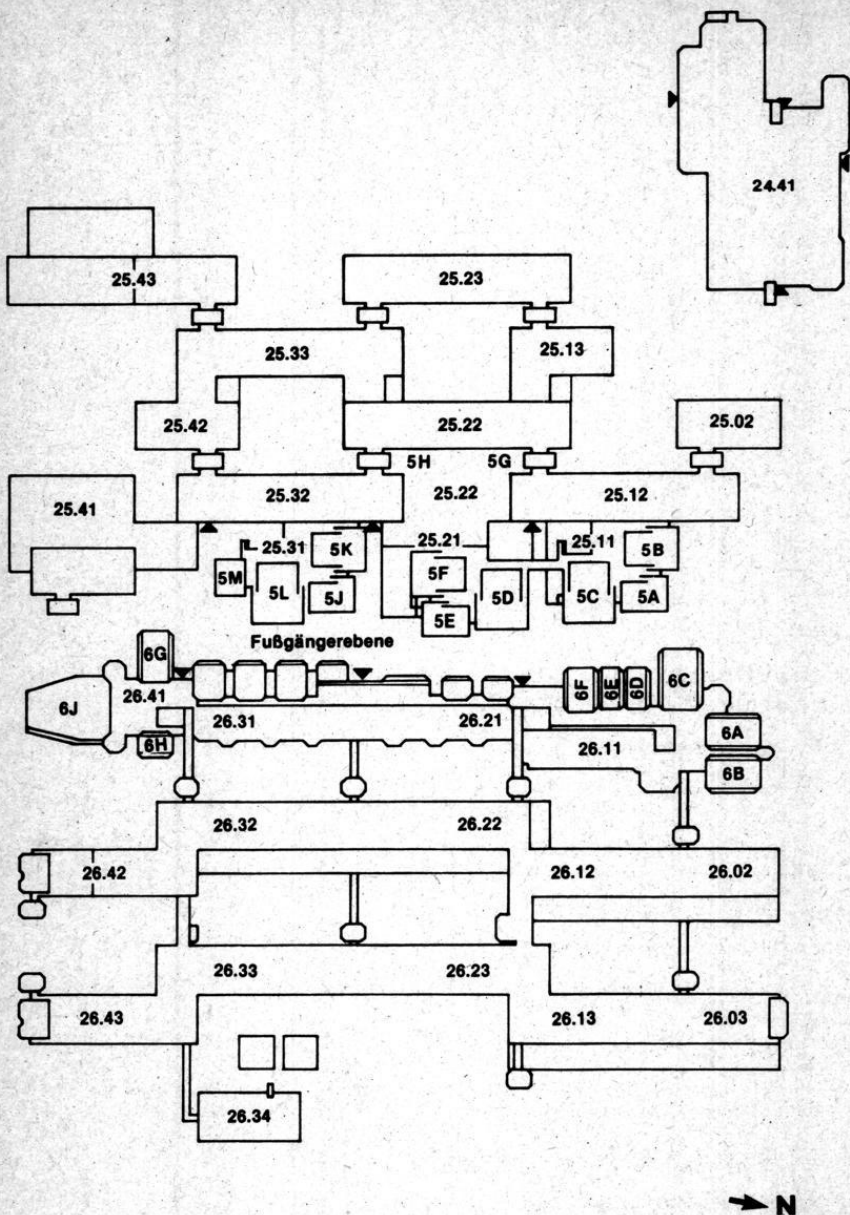 24.41
25.43
25.23
25.33
25.13
25.42
25.22
25.02
5H
5G
25.32
25.22
25.12
25.41
25.31
5K
25.21
25.11
5B
5M
5L
5J
5F
5E
5D
5C
5A
Fußgängerebene
6G
6J
26.41
6H
6F
6E
6D
6C
6A
6B
26.31
26.21
26.11
26.32
26.22
26.42
26.12
26.02
26.33
26.23
26.43
26.13
26.03
26.34
N